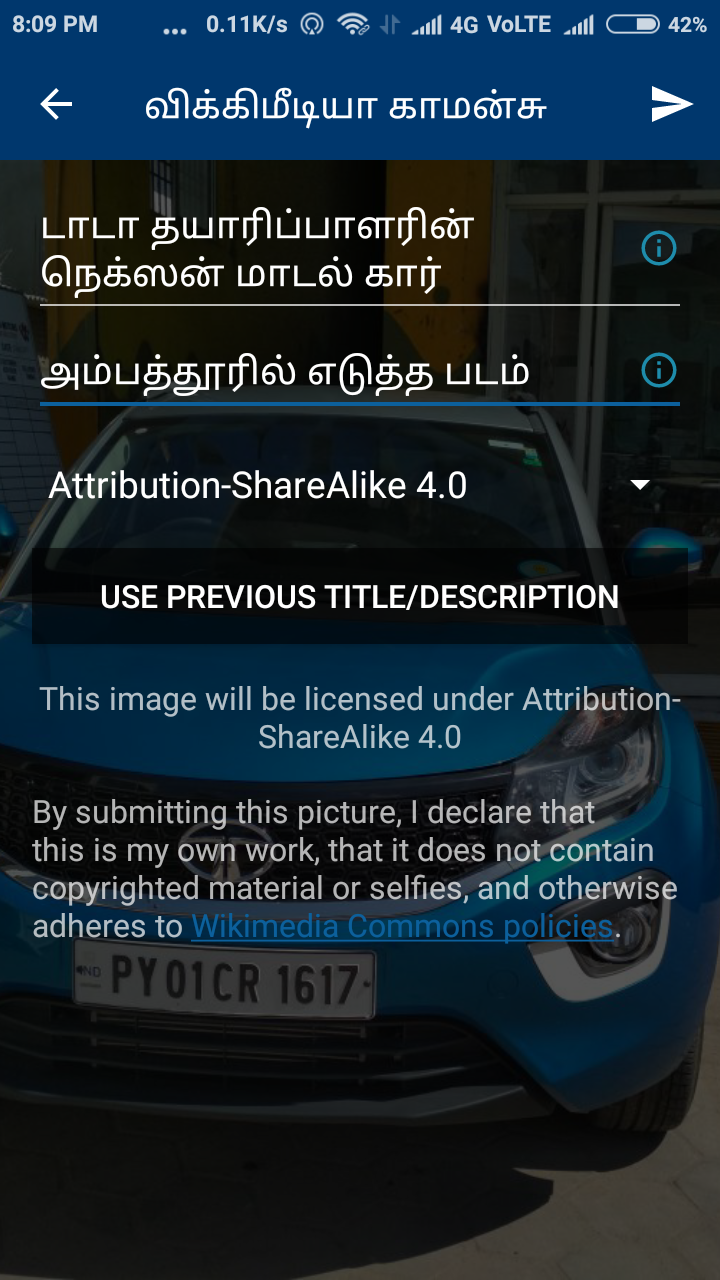 8:09 PM ... 0.11K/s 4G VoLTE 42%
விக்கிமீடியா காமன்சு
டாடா தயாரிப்பாளரின்
நெக்ஸன் மாடல் கார்
அம்பத்தூரில் எடுத்த படம்
Attribution-ShareAlike 4.0
USE PREVIOUS TITLE/DESCRIPTION
This image will be licensed under Attribution-
ShareAlike 4.0
By submitting this picture, I declare that
this is my own work, that it does not contain
copyrighted material or selfies, and otherwise
adheres to Wikimedia Commons policies.
IND
PY01CR 1617